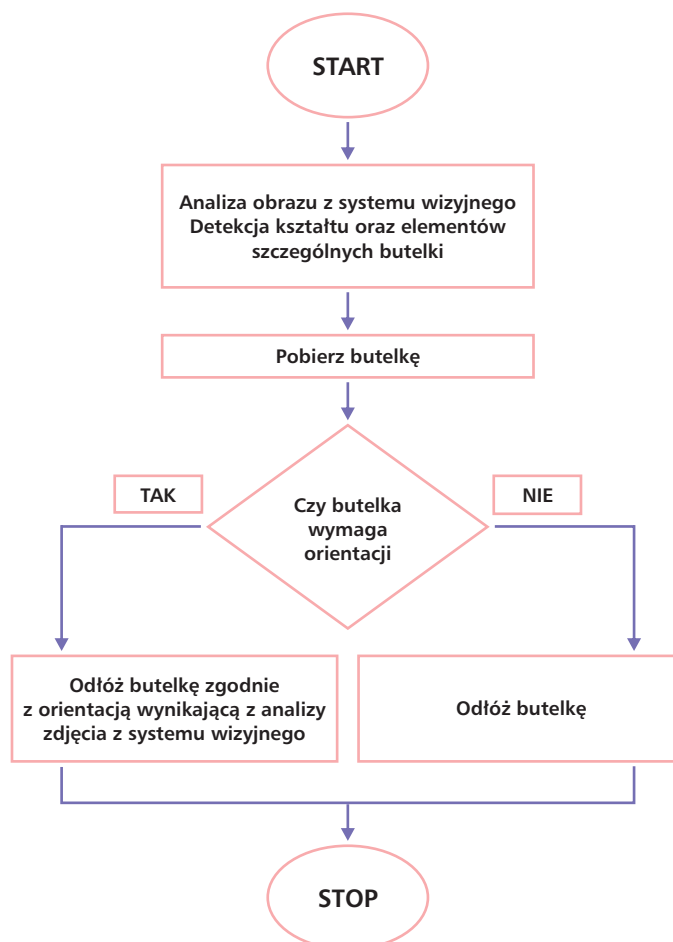 START
Analiza obrazu z systemu wizyjnego
Detekcja kształtu oraz elementów
szczególnych butelki
Pobierz butelkę
TAK
NIE
Czy butelka
wymaga
orientacji
Odłóż butelkę zgodnie
z orientacją wynikającą z analizy
zdjęcia z systemu wizyjnego
Odłóż butelkę
STOP